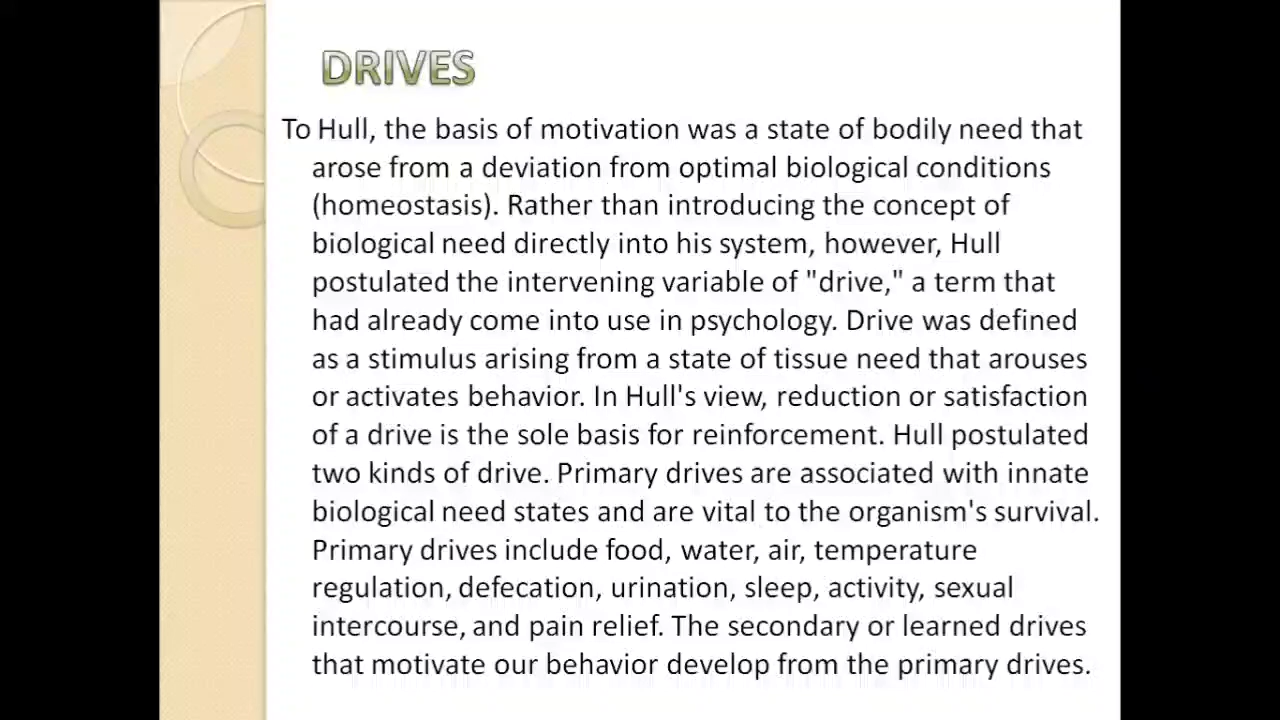 DRIVES
To Hull, the basis of motivation was a state of bodily need that
arose from a deviation from optimal biological conditions
(homeostasis). Rather than introducing the concept of
biological need directly into his system, however, Hull
postulated the intervening variable of "drive," a term that
had already come into use in psychology. Drive was defined
as a stimulus arising from a state of tissue need that arouses
or activates behavior. In Hull's view, reduction or satisfaction
of a drive is the sole basis for reinforcement. Hull postulated
two kinds of drive. Primary drives are associated with innate
biological need states and are vital to the organism's survival.
Primary drives include food, water, air, temperature
regulation, defecation, urination, sleep, activity, sexual
intercourse, and pain relief. The secondary or learned drives
that motivate our behavior develop from the primary drives.